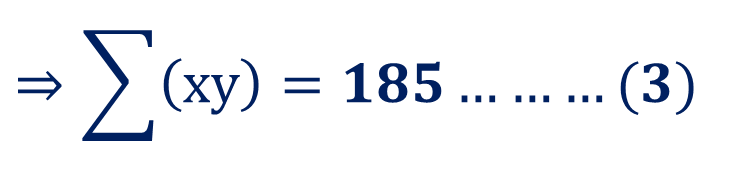 ⇒ ∑(xy) = 185 … … … (3)